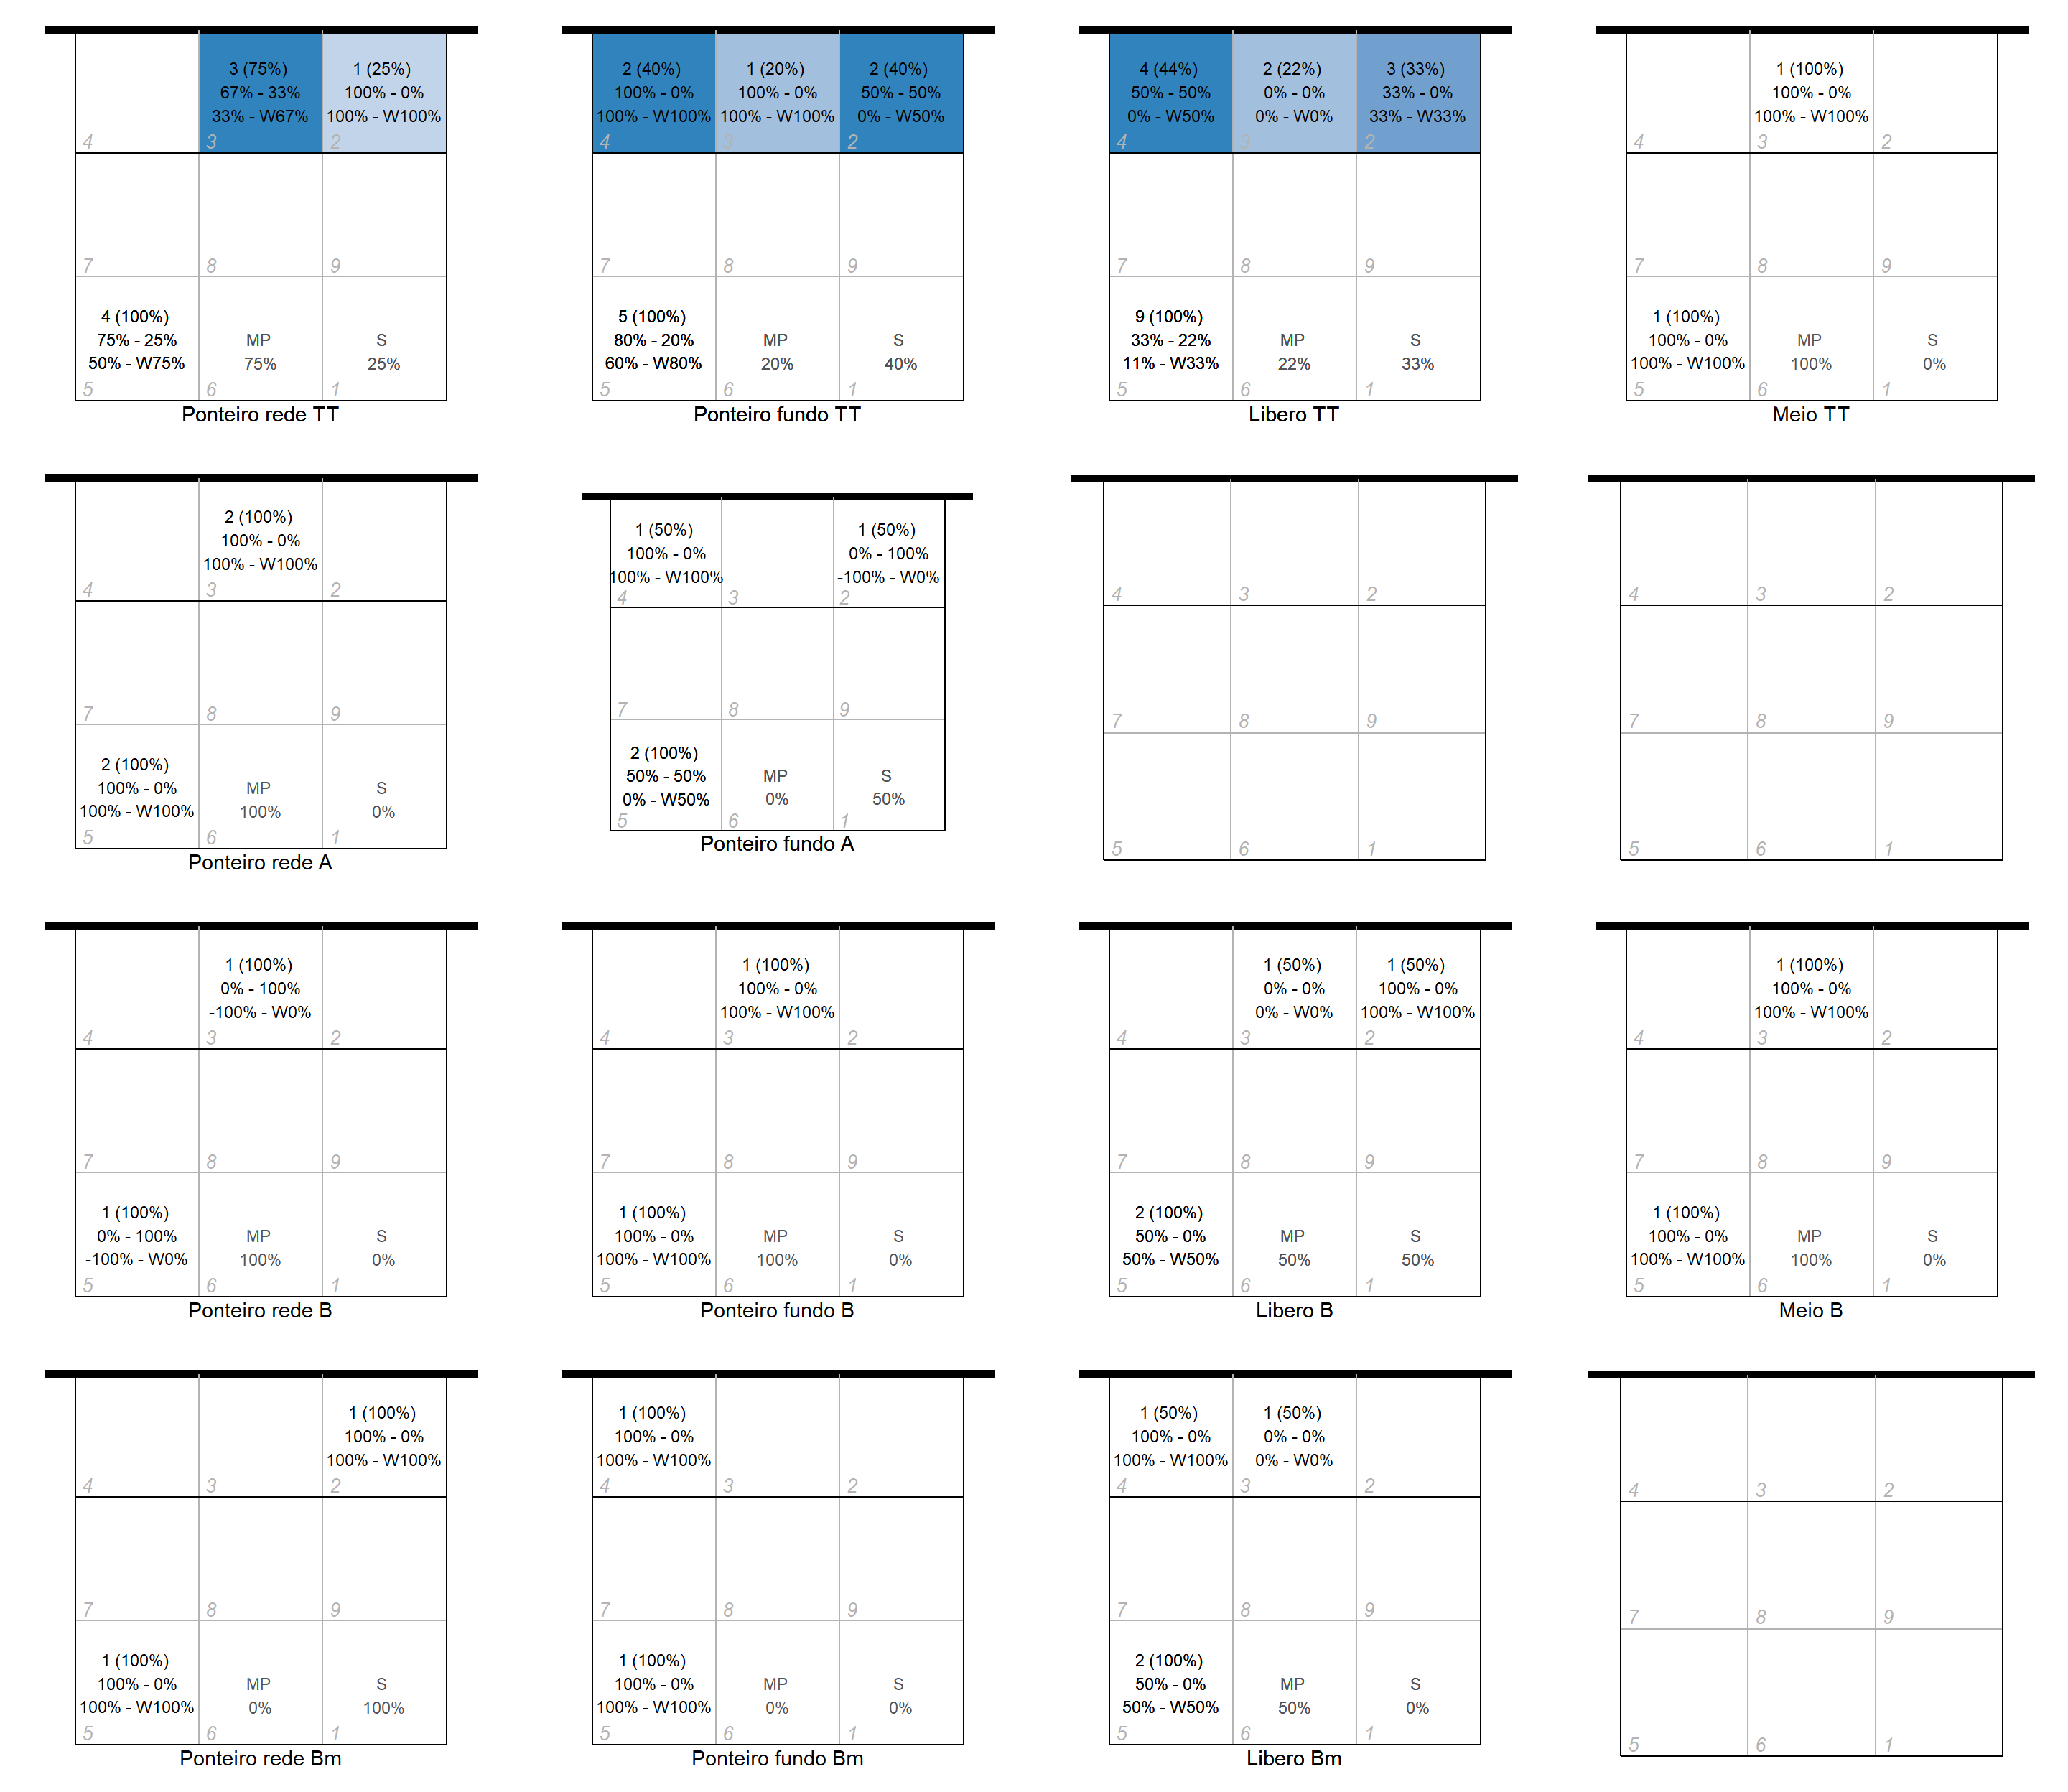 3 (75%) 1 (25%)
67% - 33% 100% - 0%
33% - W67% 100% - W100%
4 3 2
7 8 9
4 (100%)
75% - 25% MP S
50% - W75% 75% 25%
5 6 1
Ponteiro rede TT
2 (40%) 1 (20%) 2 (40%)
100% - 0% 100% - 0% 50% - 50%
100% - W100% 100% - W100% 0% - W50%
4 3 2
7 8 9
5 (100%)
80% - 20% MP S
60% - W80% 20% 40%
5 6 1
Ponteiro fundo TT
4 (44%) 2 (22%) 3 (33%)
50% - 50% 0% - 0% 33% - 0%
0% - W50% 0% - W0% 33% - W33%
4 3 2
7 8 9
9 (100%)
33% - 22% MP S
11% - W33% 22% 33%
5 6 1
Libero TT
1 (100%)
100% - 0%
100% - W100%
4 3 2
7 8 9
1 (100%)
100% - 0% MP S
100% - W100% 100% 0%
5 6 1
Meio TT
2 (100%)
100% - 0%
100% - W100%
4 3 2
7 8 9
2 (100%)
100% - 0% MP S
100% - W100% 100% 0%
5 6 1
Ponteiro rede A
1 (50%) 1 (50%)
100% - 0% 0% - 100%
100% - W100% -100% - W0%
4 3 2
7 8 9
2 (100%)
50% - 50% MP S
0% - W50% 0% 50%
5 6 1
Ponteiro fundo A
4 3 2
7 8 9
5 6 1
4 3 2
7 8 9
5 6 1
1 (100%)
0% - 100%
-100% - W0%
4 3 2
7 8 9
1 (100%)
0% - 100% MP S
-100% - W0% 100% 0%
5 6 1
Ponteiro rede B
1 (100%)
100% - 0%
100% - W100%
4 3 2
7 8 9
1 (100%)
100% - 0% MP S
100% - W100% 100% 0%
5 6 1
Ponteiro fundo B
1 (50%) 1 (50%)
0% - 0% 100% - 0%
0% - W0% 100% - W100%
4 3 2
7 8 9
2 (100%)
50% - 0% MP S
50% - W50% 50% 50%
5 6 1
Libero B
1 (100%)
100% - 0%
100% - W100%
4 3 2
7 8 9
1 (100%)
100% - 0% MP S
100% - W100% 100% 0%
5 6 1
Meio B
1 (100%)
100% - 0%
100% - W100%
4 3 2
7 8 9
1 (100%)
100% - 0% MP S
100% - W100% 0% 100%
5 6 1
Ponteiro rede Bm
1 (100%)
100% - 0%
100% - W100%
4 3 2
7 8 9
1 (100%)
100% - 0% MP S
100% - W100% 0% 0%
5 6 1
Ponteiro fundo Bm
1 (50%) 1 (50%)
100% - 0% 0% - 0%
100% - W100% 0% - W0%
4 3 2
7 8 9
2 (100%)
50% - 0% MP S
50% - W50% 50% 0%
5 6 1
Libero Bm
4 3 2
7 8 9
5 6 1